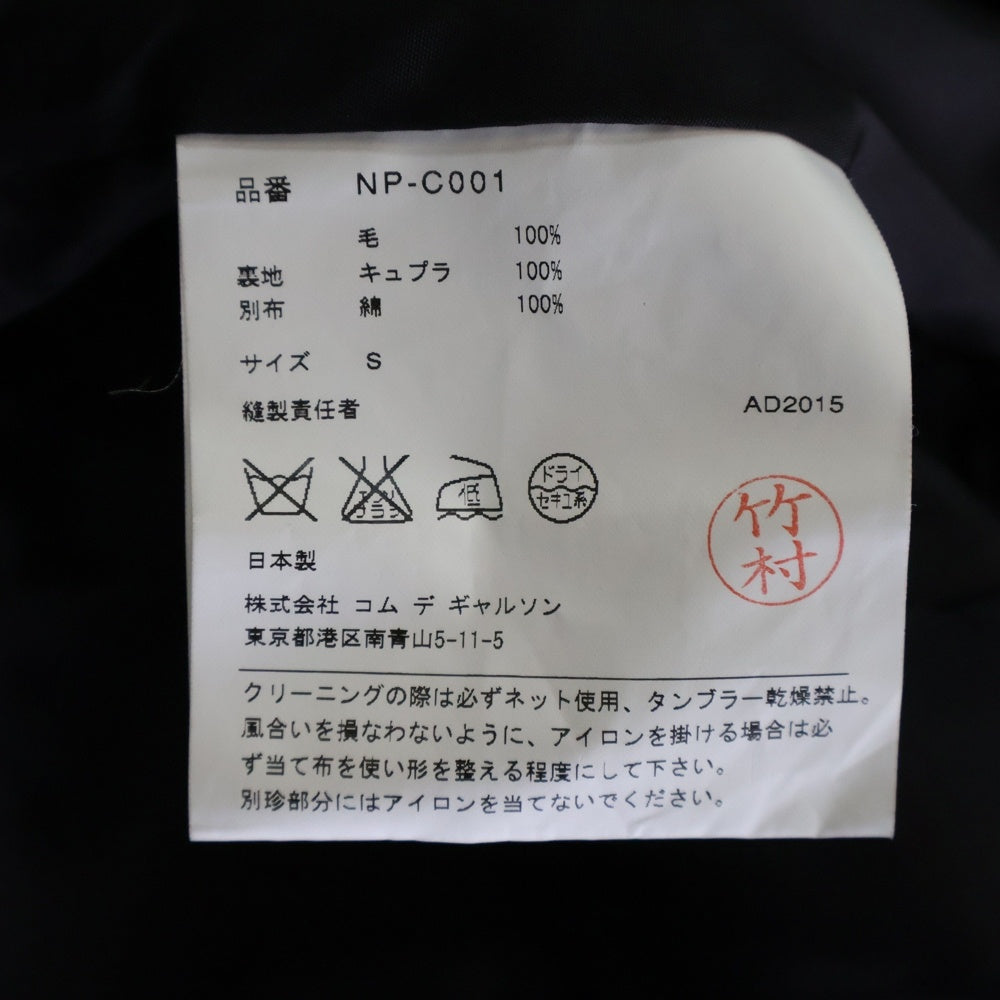 品番 NP-C001
毛 100%
裏地 キュプラ 100%
別布 綿 100%
サイズ S
縫製責任者
AD2015
エンソサラシ
低
ドライ
セキユ系
竹村
日本製
株式会社 コム デ ギャルソン
東京都港区南青山5-11-5
クリーニングの際は必ずネット使用、タンブラー乾燥禁止。
風合いを損なわないように、アイロンを掛ける場合は必
ず当て布を使い形を整える程度にして下さい。
別珍部分にはアイロンを当てないでください。